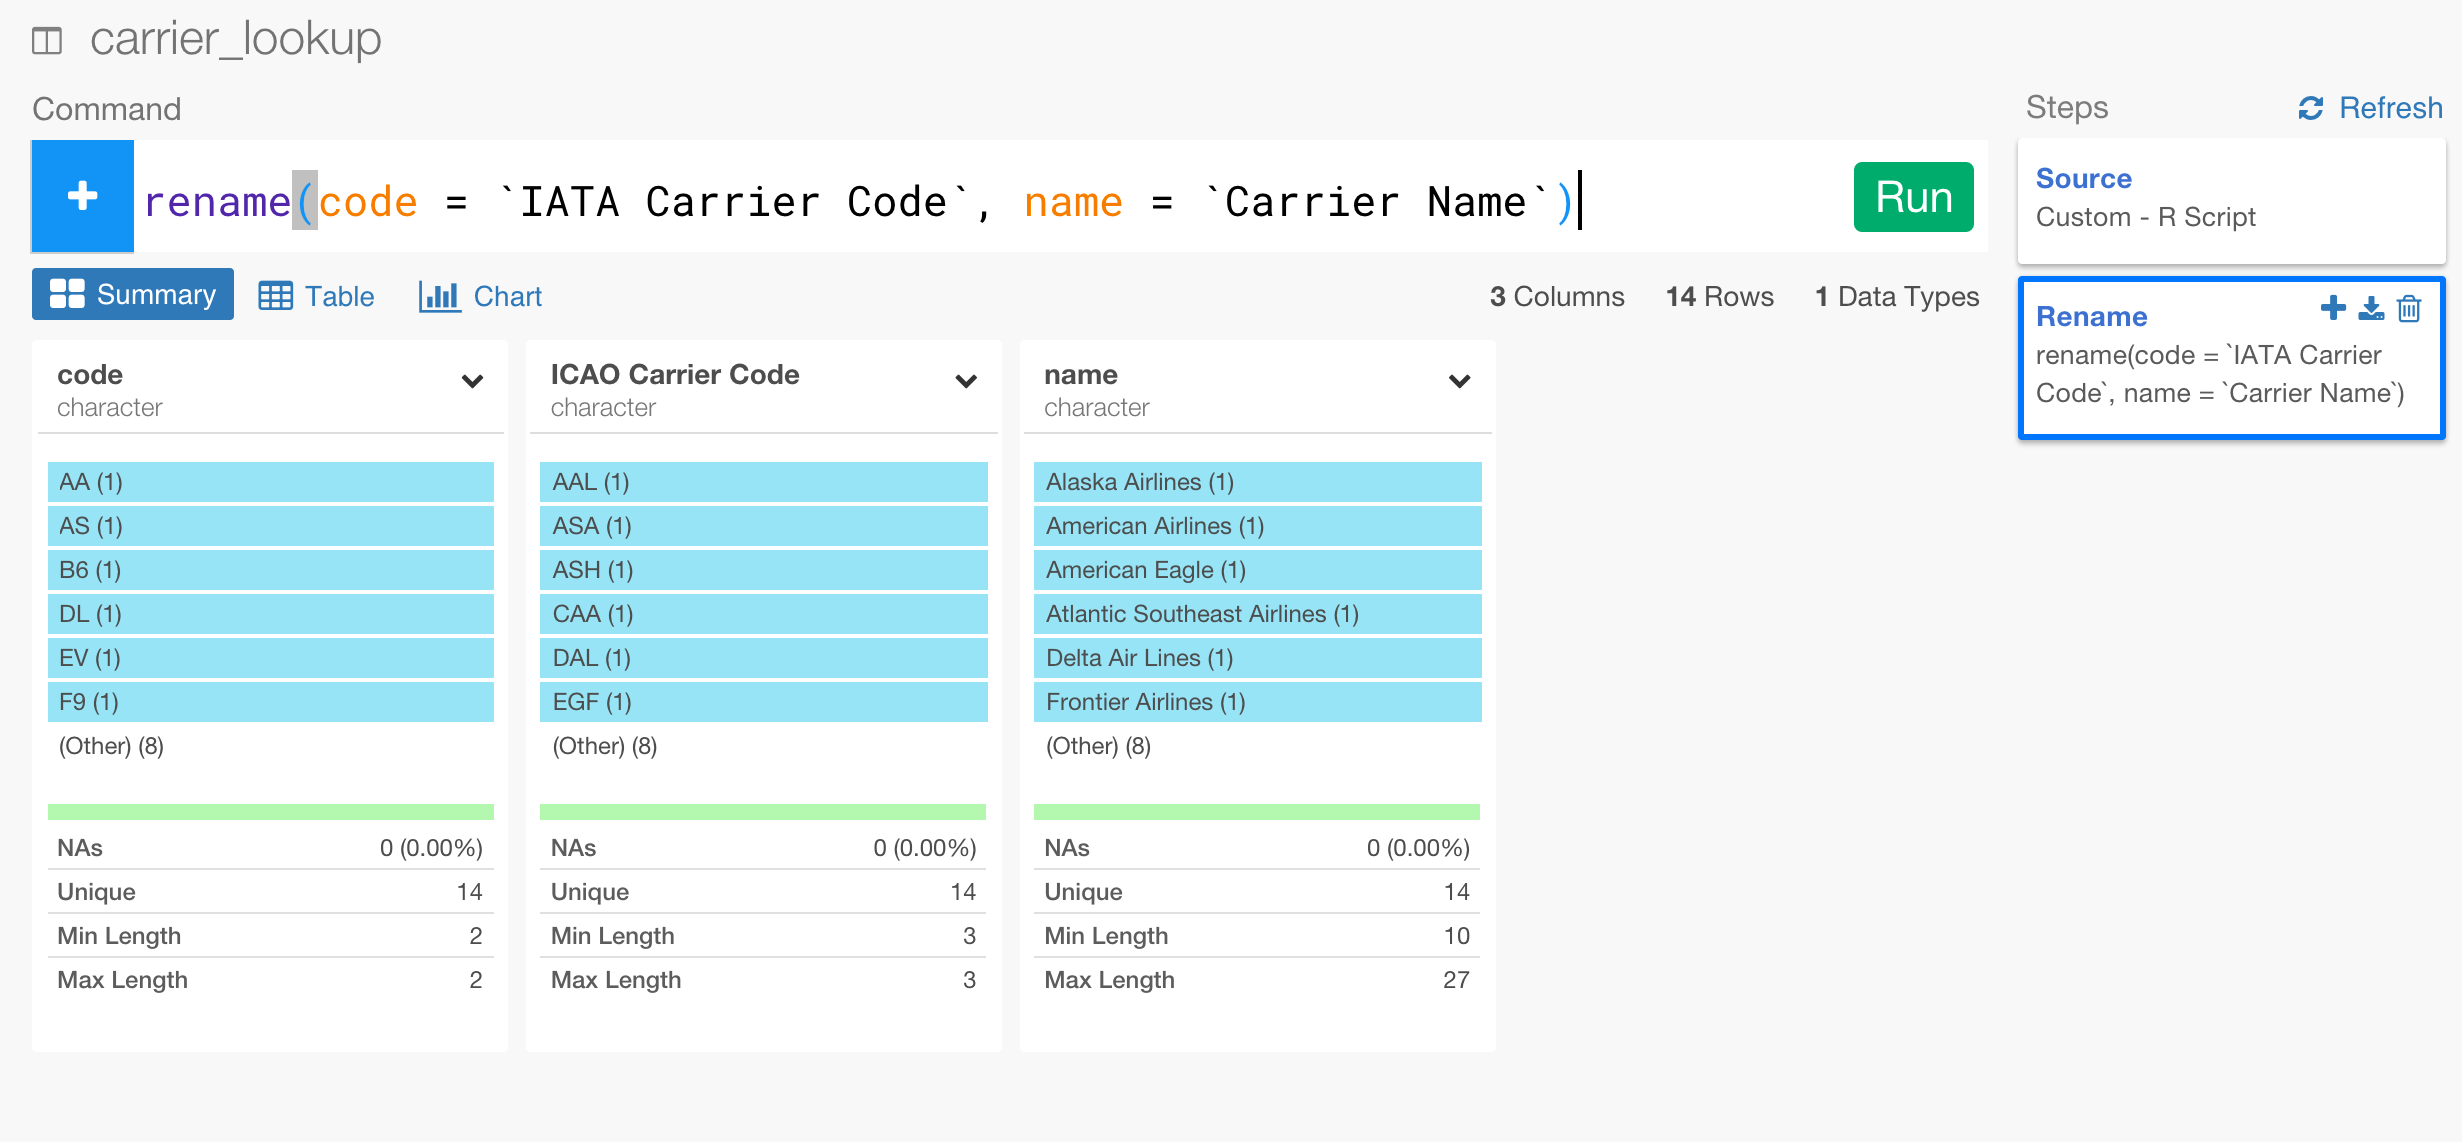 carrier_lookup
Command
Steps
Refresh
+ rename(code = `IATA Carrier Code`, name = `Carrier Name`)
Run
Source
Custom - R Script
Summary
Table
Chart
3 Columns
14 Rows
1 Data Types
Rename
rename(code = `IATA Carrier
Code`, name = `Carrier Name`)
code
character
AA (1)
AS (1)
B6 (1)
DL (1)
EV (1)
F9 (1)
(Other) (8)
NAs 0 (0.00%)
Unique 14
Min Length 2
Max Length 2
ICAO Carrier Code
character
AAL (1)
ASA (1)
ASH (1)
CAA (1)
DAL (1)
EGF (1)
(Other) (8)
NAs 0 (0.00%)
Unique 14
Min Length 3
Max Length 3
name
character
Alaska Airlines (1)
American Airlines (1)
American Eagle (1)
Atlantic Southeast Airlines (1)
Delta Air Lines (1)
Frontier Airlines (1)
(Other) (8)
NAs 0 (0.00%)
Unique 14
Min Length 10
Max Length 27